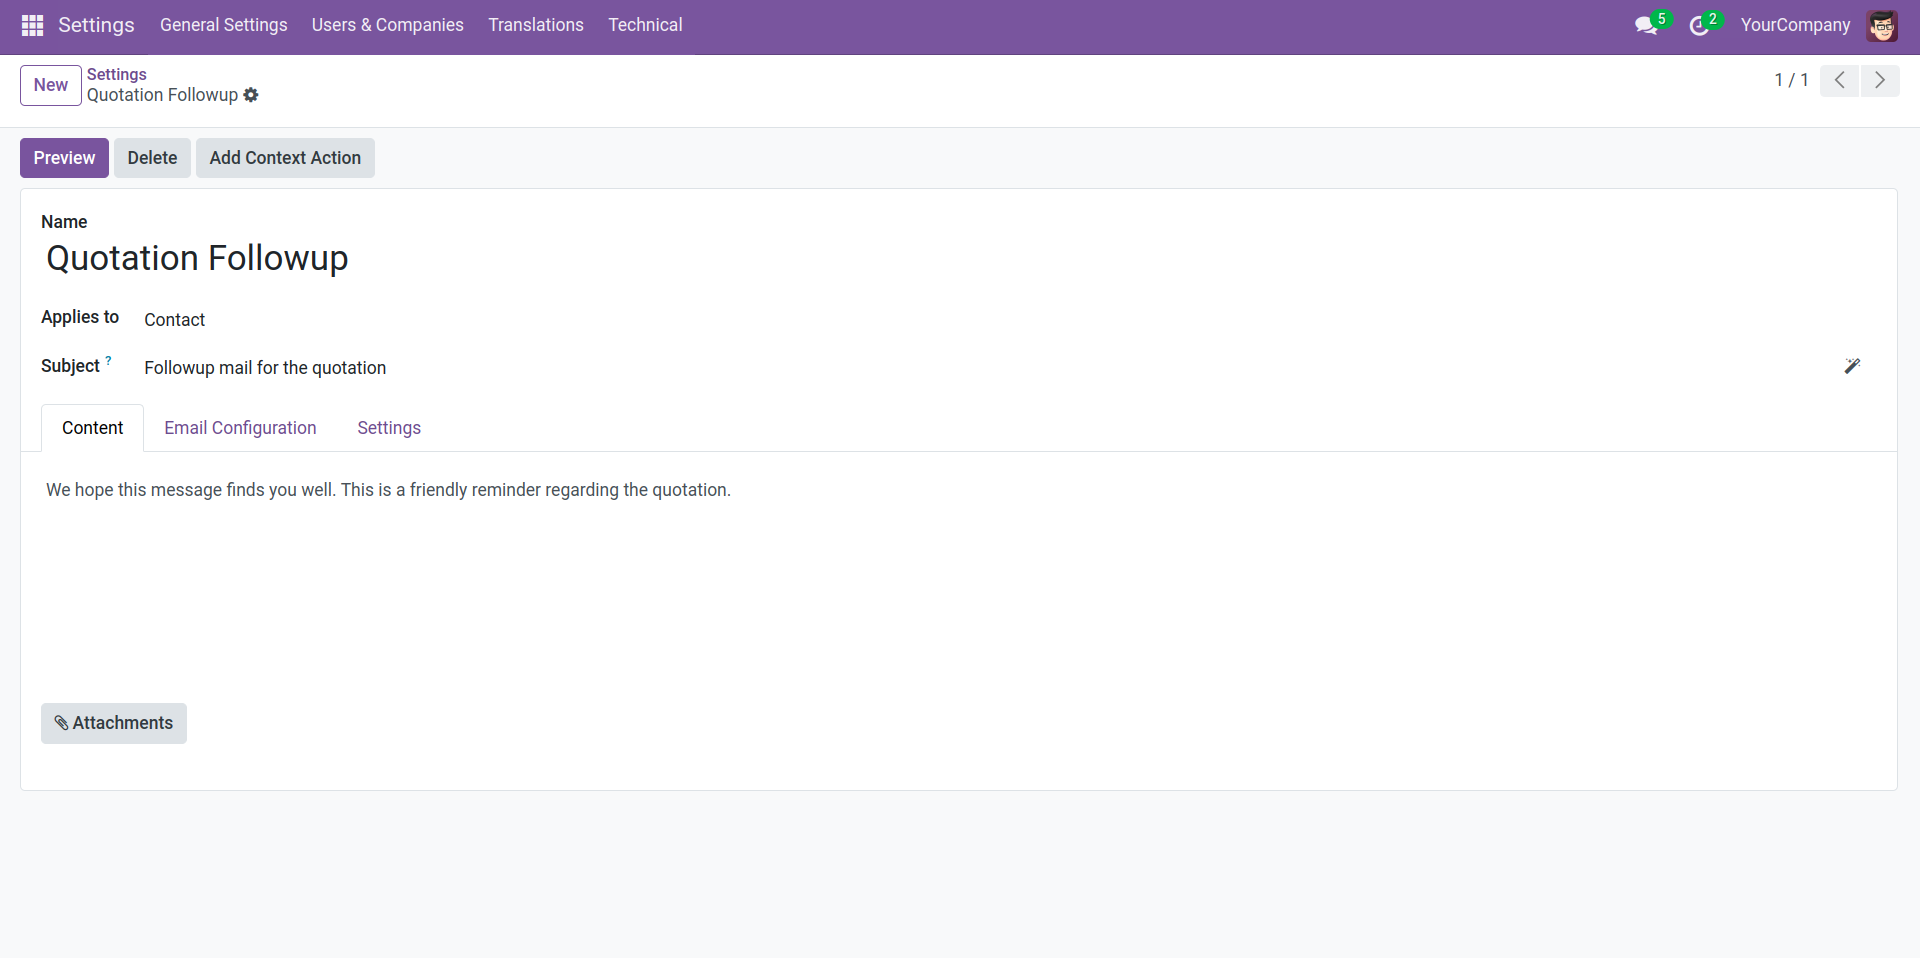 Settings General Settings Users & Companies Translations Technical 5 2 YourCompany
New Settings
Quotation Followup 1 / 1
Preview Delete Add Context Action
Name
Quotation Followup
Applies to Contact
Subject ? Followup mail for the quotation
Content Email Configuration Settings
We hope this message finds you well. This is a friendly reminder regarding the quotation.
Attachments